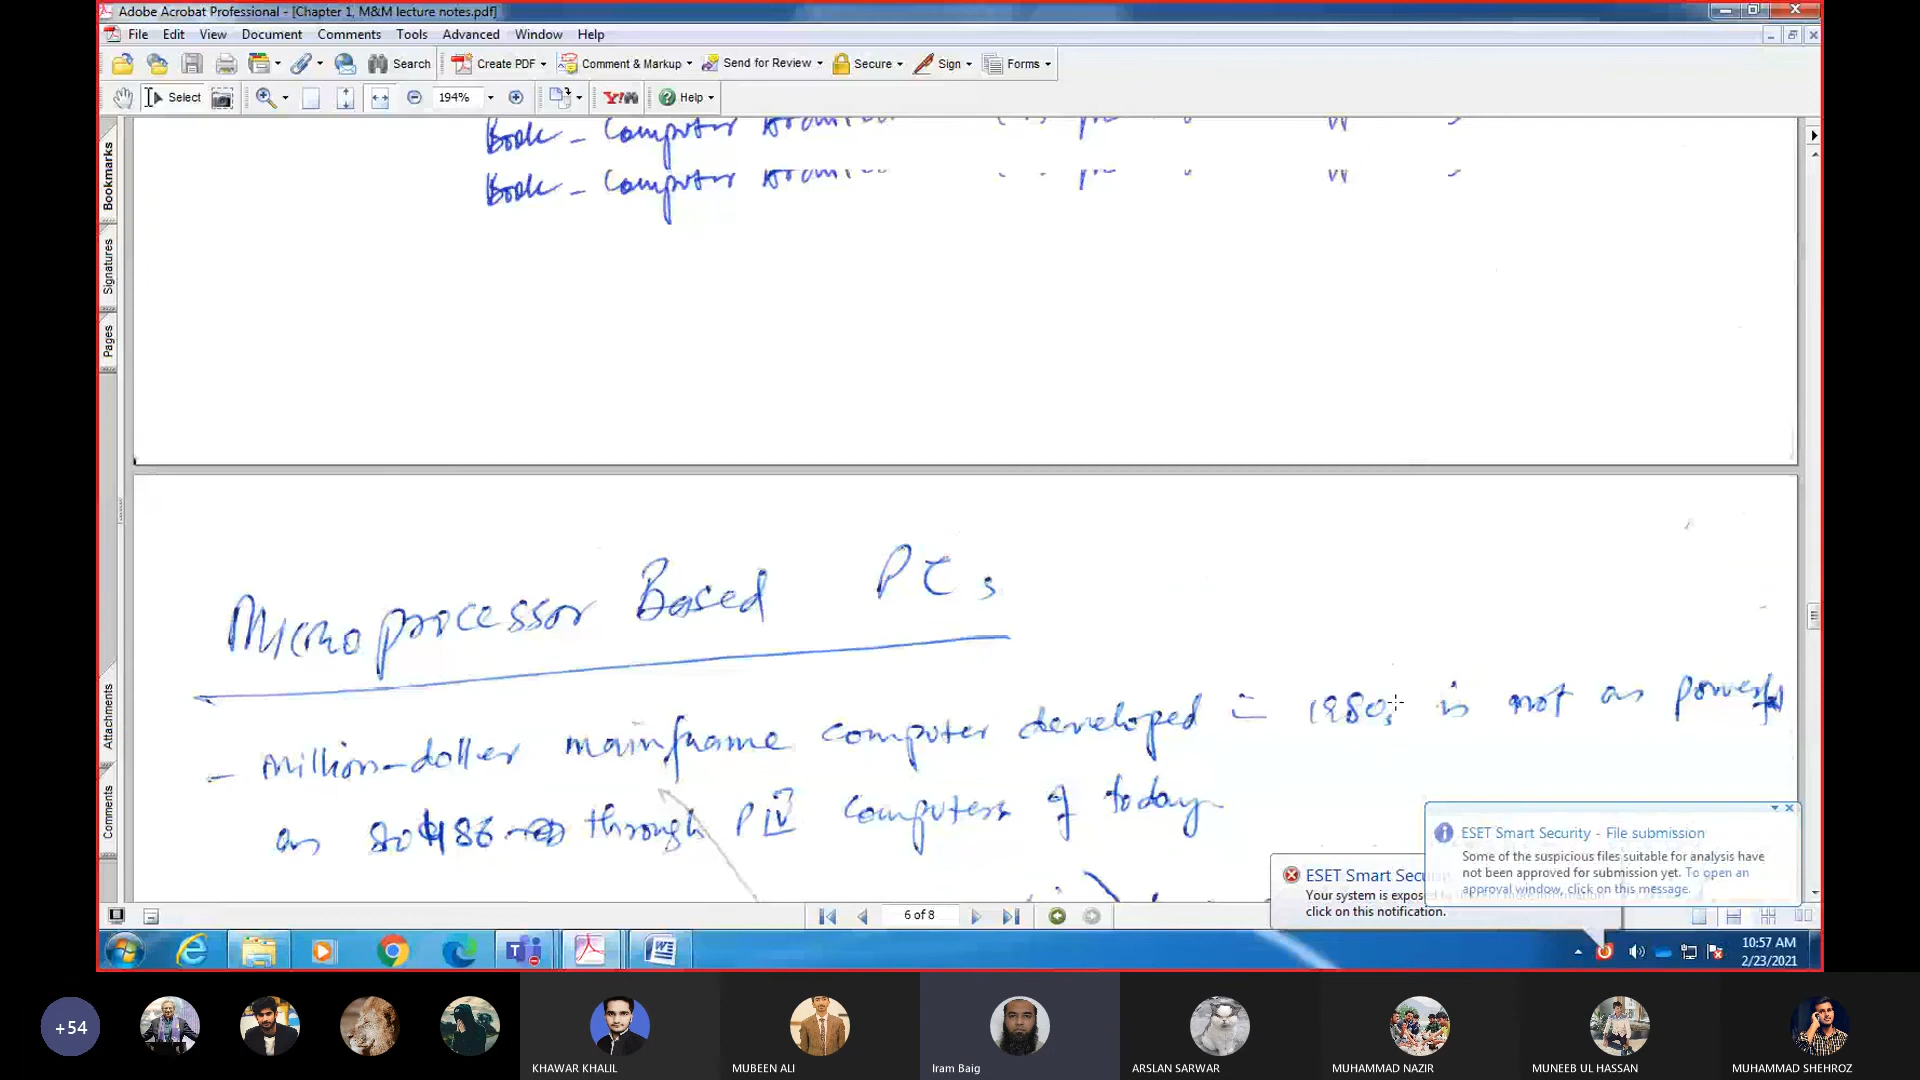 Adobe Acrobat Professional - [Chapter 1, M&M lecture notes.pdf]
File Edit View Document Comments Tools Advanced Window Help
Search Create PDF Comment & Markup Send for Review Secure Sign Forms
Select 194% Y! Help
Bookmarks
Signatures
Pages
Attachments
Comments
Book - Computer
Book - Computer
Microprocessor Based PCs
- Million-doller mainframe computer developed in 1980s is not as powerful
as 80486 through PIV computers of today
ESET Smart Security - File submission
Some of the suspicious files suitable for analysis have
not been approved for submission yet. To open an
approval window, click on this message.
ESET Smart Secu
Your system is exposed
click on this notification.
6 of 8
10:57 AM
2/23/2021
+54
KHAWAR KHALIL
MUBEEN ALI
Iram Baig
ARSLAN SARWAR
MUHAMMAD NAZIR
MUNEEB UL HASSAN
MUHAMMAD SHEHROZ